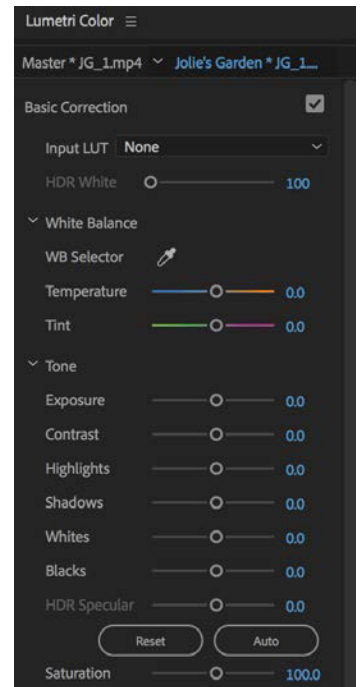 Lumetri Color
Master * JG_1.mp4 Jolie's Garden * JG_1...
Basic Correction
Input LUT None
HDR White 100
White Balance
WB Selector
Temperature 0.0
Tint 0.0
Tone
Exposure 0.0
Contrast 0.0
Highlights 0.0
Shadows 0.0
Whites 0.0
Blacks 0.0
HDR Specular 0.0
Reset Auto
Saturation 100.0